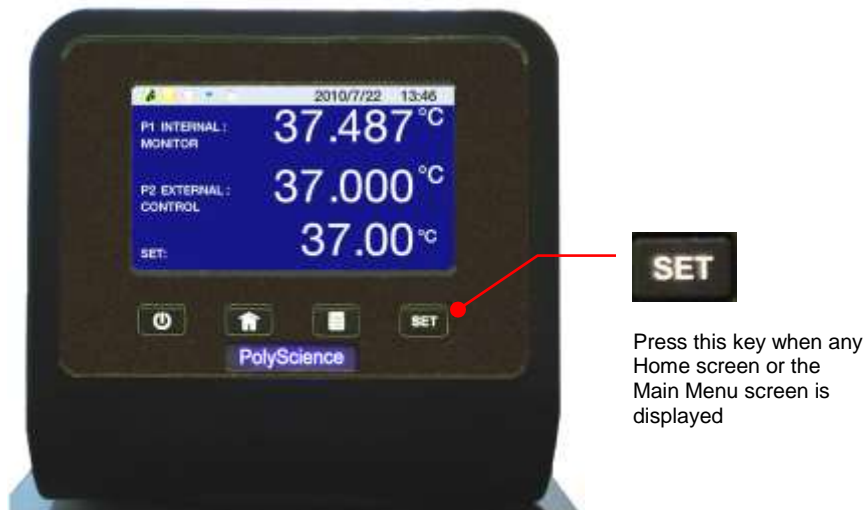 2010/7/22 13:46
P1 INTERNAL: 37.487 °C
MONITOR
P2 EXTERNAL: 37.000 °C
CONTROL
SET: 37.00 °C
SET
PolyScience
SET
Press this key when any
Home screen or the
Main Menu screen is
displayed